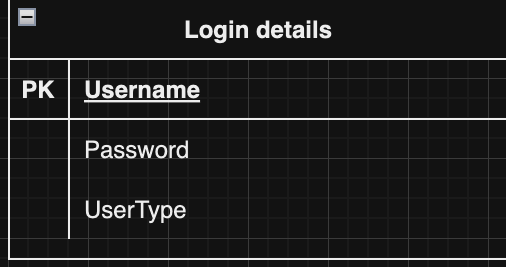 Login details
PK Username
Password
UserType